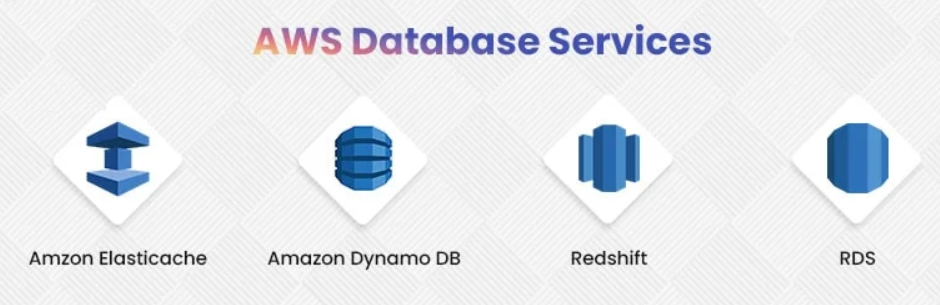 AWS Database Services
Amzon Elasticache
Amazon Dynamo DB
Redshift
RDS